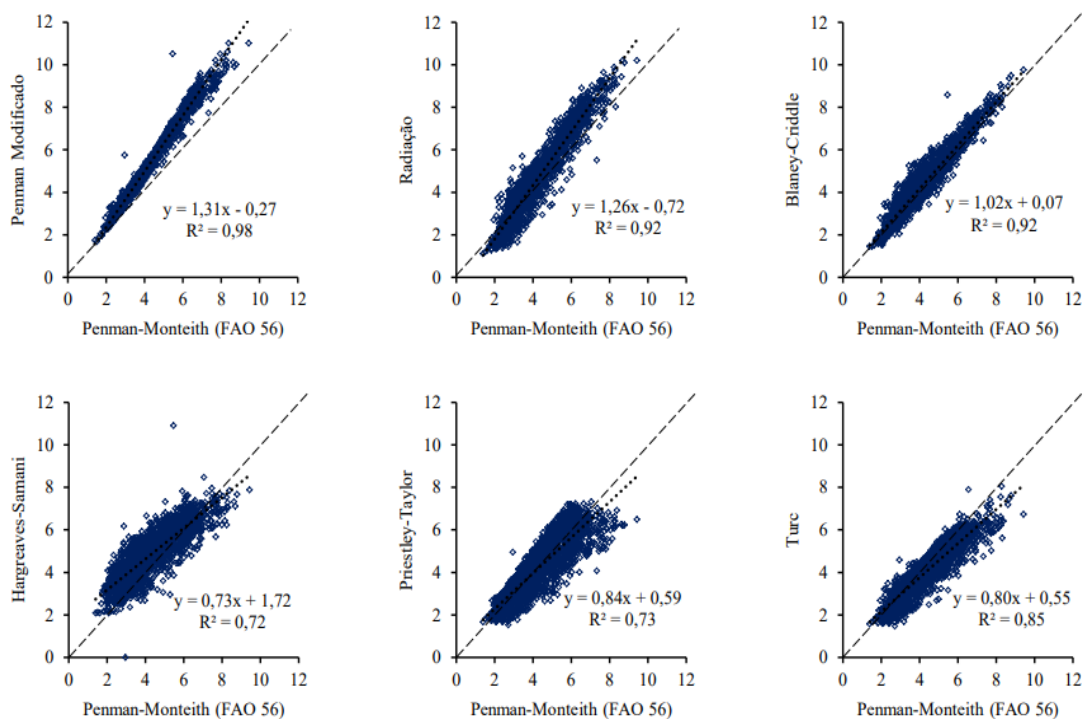 12
10
8
6
4
2
0
Penman Modificado
y = 1,31x - 0,27
R² = 0,98
0 2 4 6 8 10 12
Penman-Monteith (FAO 56)
12
10
8
6
4
2
0
Radiação
y = 1,26x - 0,72
R² = 0,92
0 2 4 6 8 10 12
Penman-Monteith (FAO 56)
12
10
8
6
4
2
0
Blaney-Criddle
y = 1,02x + 0,07
R² = 0,92
0 2 4 6 8 10 12
Penman-Monteith (FAO 56)
12
10
8
6
4
2
0
Hargreaves-Samani
y = 0,73x + 1,72
R² = 0,72
0 2 4 6 8 10 12
Penman-Monteith (FAO 56)
12
10
8
6
4
2
0
Priestley-Taylor
y = 0,84x + 0,59
R² = 0,73
0 2 4 6 8 10 12
Penman-Monteith (FAO 56)
12
10
8
6
4
2
0
Turc
y = 0,80x + 0,55
R² = 0,85
0 2 4 6 8 10 12
Penman-Monteith (FAO 56)